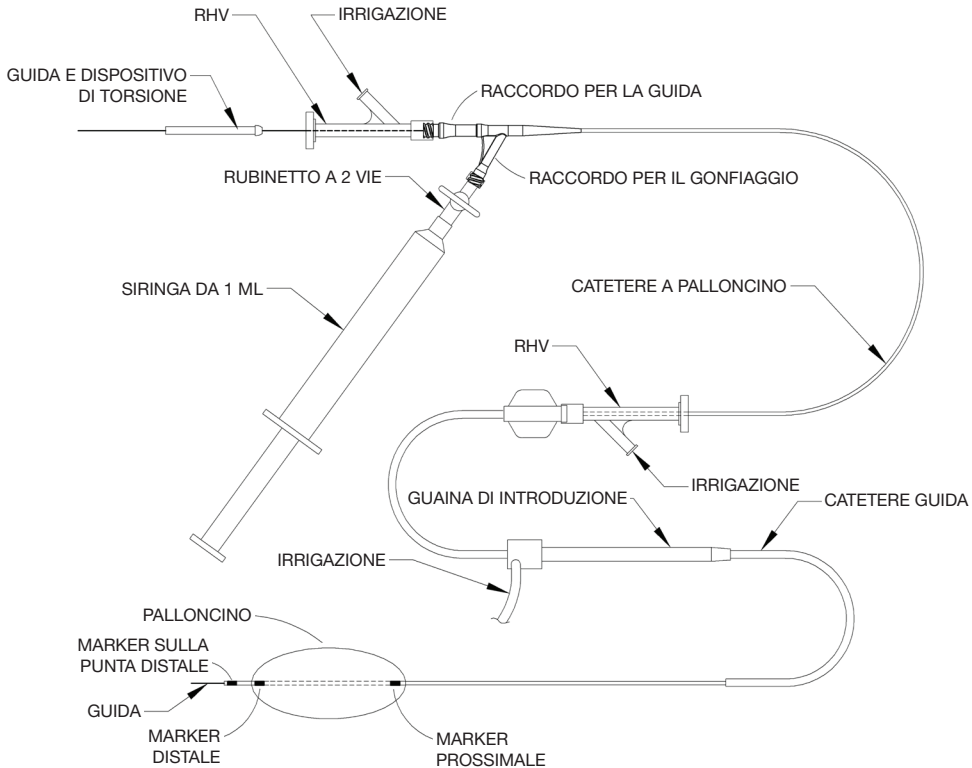 RHV
IRRIGAZIONE
GUIDA E DISPOSITIVO
DI TORSIONE
RACCORDO PER LA GUIDA
RUBINETTO A 2 VIE
RACCORDO PER IL GONFIAGGIO
SIRINGA DA 1 ML
CATETERE A PALLONCINO
RHV
IRRIGAZIONE
GUAINA DI INTRODUZIONE
CATETERE GUIDA
IRRIGAZIONE
PALLONCINO
MARKER SULLA
PUNTA DISTALE
GUIDA
MARKER
DISTALE
MARKER
PROSSIMALE